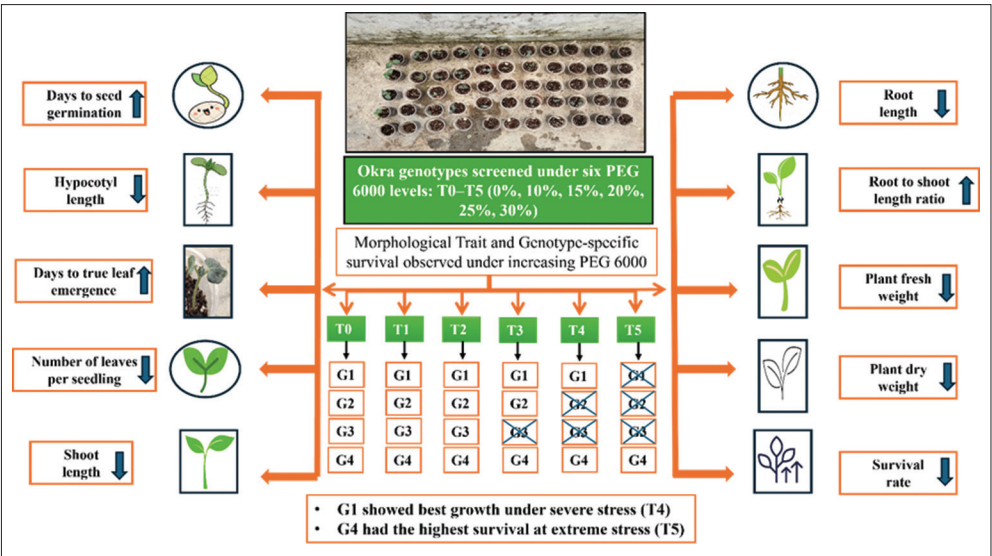 Days to seed
germination
Hypocotyl
length
Days to true leaf
emergence
Number of leaves
per seedling
Shoot
length
Okra genotypes screened under six PEG
6000 levels: T0–T5 (0%, 10%, 15%, 20%,
25%, 30%)
Morphological Trait and Genotype-specific
survival observed under increasing PEG 6000
T0 T1 T2 T3 T4 T5
G1 G1 G1 G1 G1 G1
G2 G2 G2 G2 G2 G2
G3 G3 G3 G3 G3 G3
G4 G4 G4 G4 G4 G4
• G1 showed best growth under severe stress (T4)
• G4 had the highest survival at extreme stress (T5)
Root
length
Root to shoot
length ratio
Plant fresh
weight
Plant dry
weight
Survival
rate